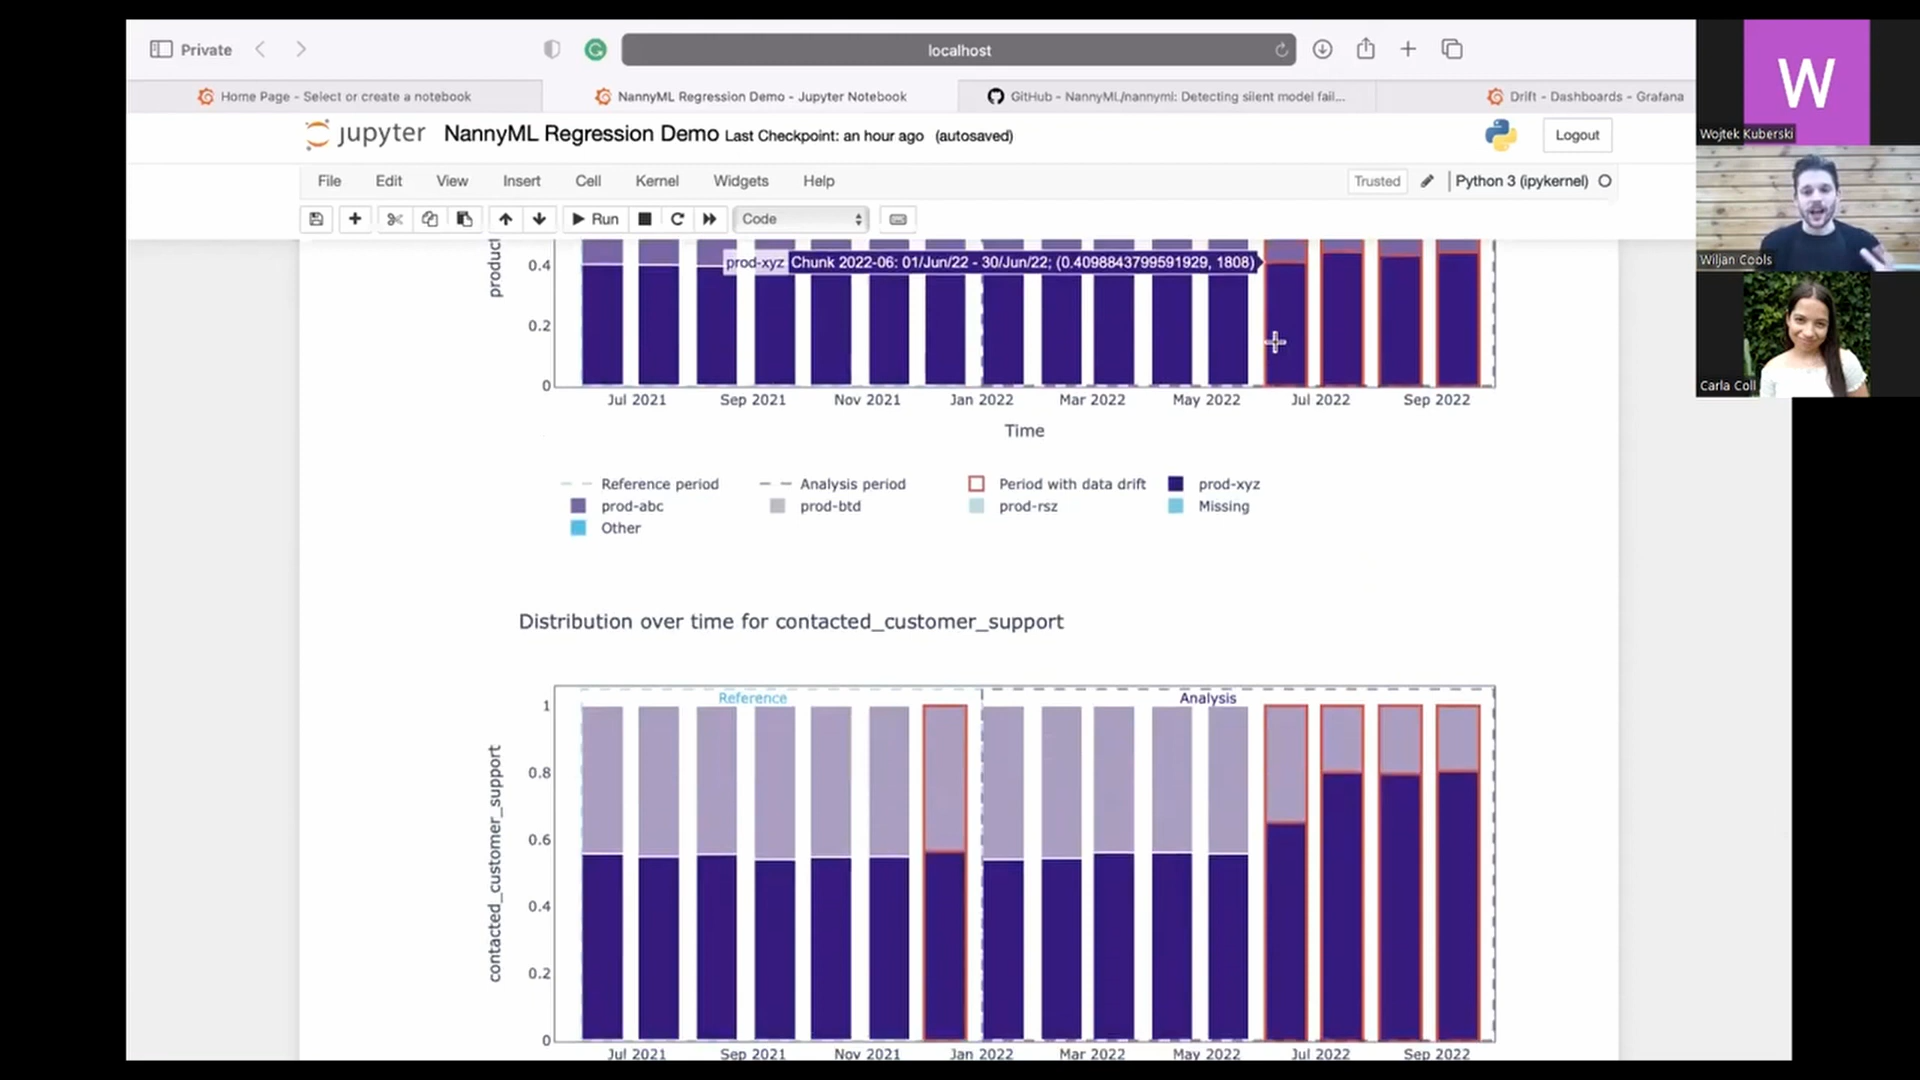 Private
localhost
Home Page - Select or create a notebook
NannyML Regression Demo - Jupyter Notebook
GitHub - NannyML/nannyml: Detecting silent model fail...
Drift - Dashboards - Grafana
W
Wojtek Kuberski
Wiljan Cools
Carla Coll
jupyter NannyML Regression Demo Last Checkpoint: an hour ago (autosaved)
Logout
File Edit View Insert Cell Kernel Widgets Help
Trusted
Python 3 (ipykernel)
Run
Code
produc
0.4
0.2
0
prod-xyz Chunk 2022-06: 01/Jun/22 - 30/Jun/22; (0.4098843799591929, 1808)
Jul 2021 Sep 2021 Nov 2021 Jan 2022 Mar 2022 May 2022 Jul 2022 Sep 2022
Time
Reference period Analysis period Period with data drift prod-xyz
prod-abc prod-btd prod-rsz Missing
Other
Distribution over time for contacted_customer_support
Reference
Analysis
contacted_customer_support
1
0.8
0.6
0.4
0.2
0
Jul 2021 Sep 2021 Nov 2021 Jan 2022 Mar 2022 May 2022 Jul 2022 Sep 2022